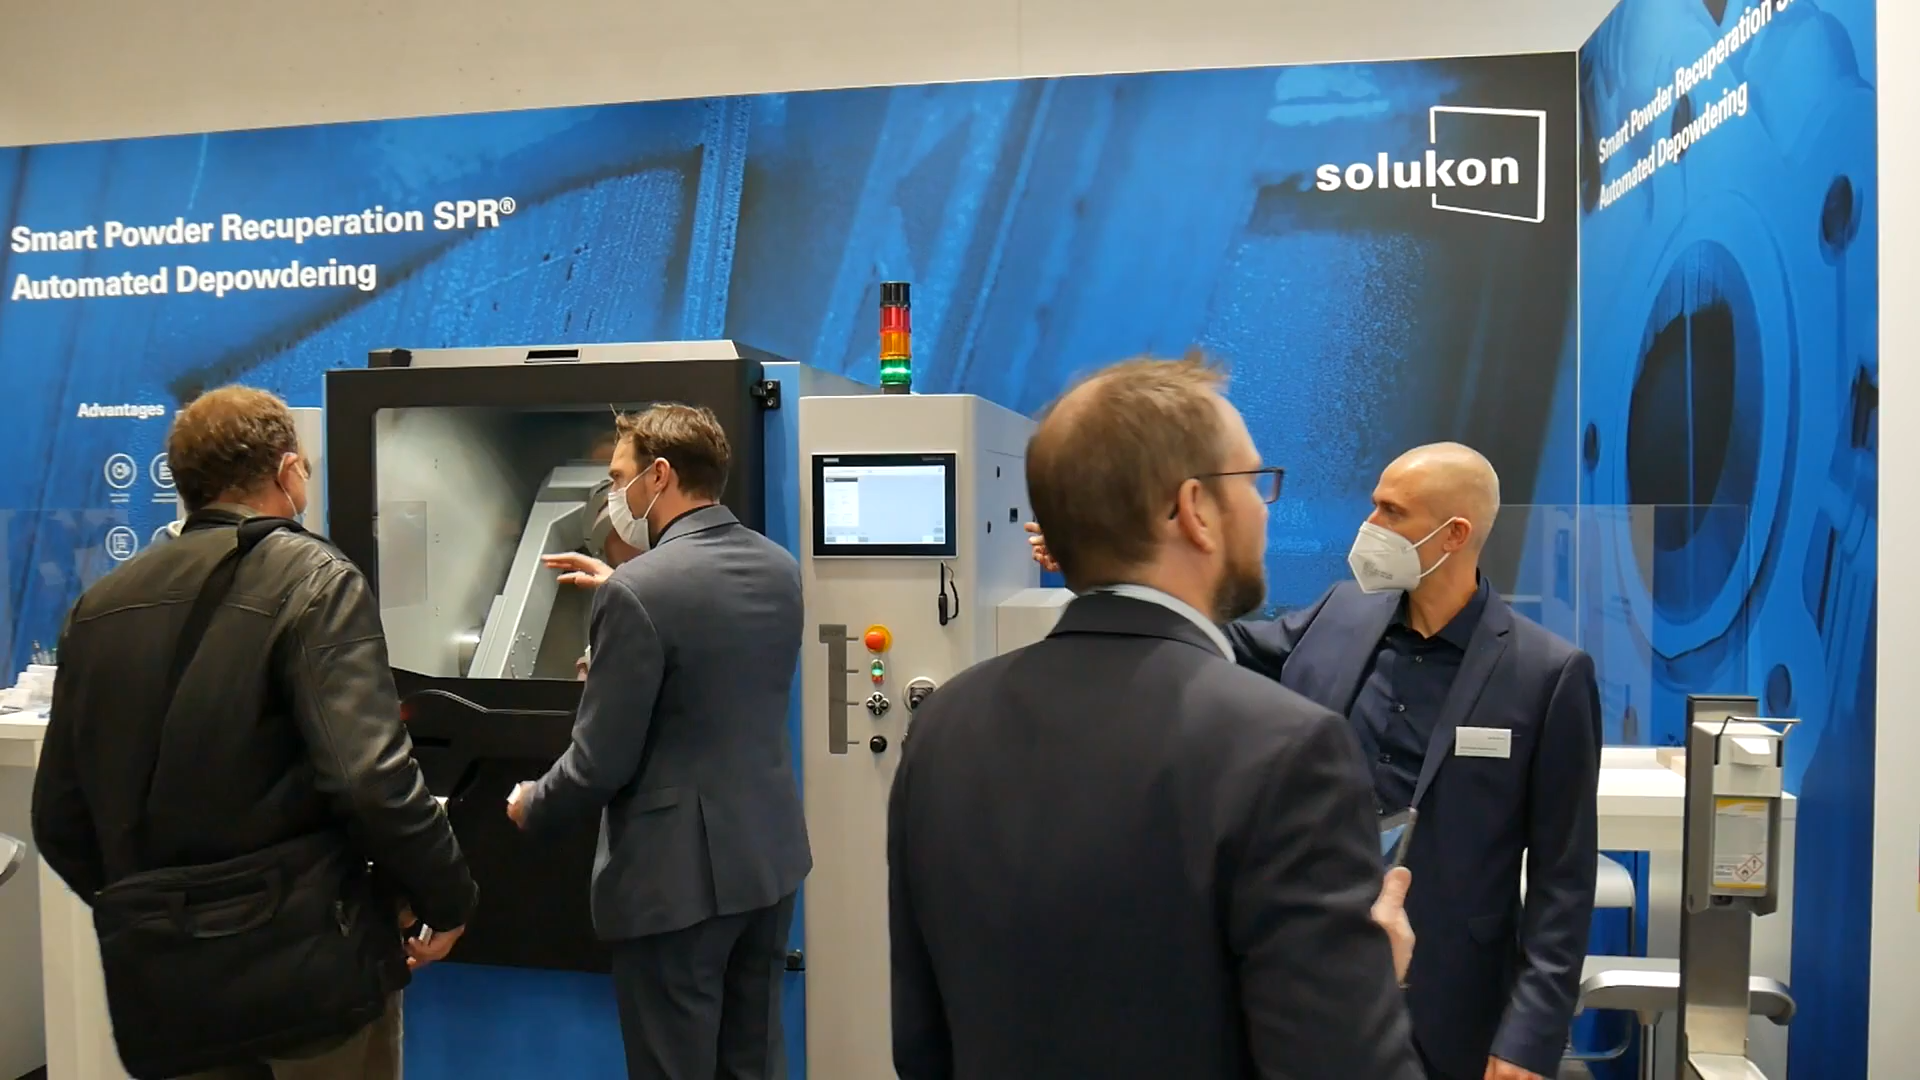 Smart Powder Recuperation SPR®
Automated Depowdering
Advantages
solukon
Smart Powder Recuperation
Automated Depowdering